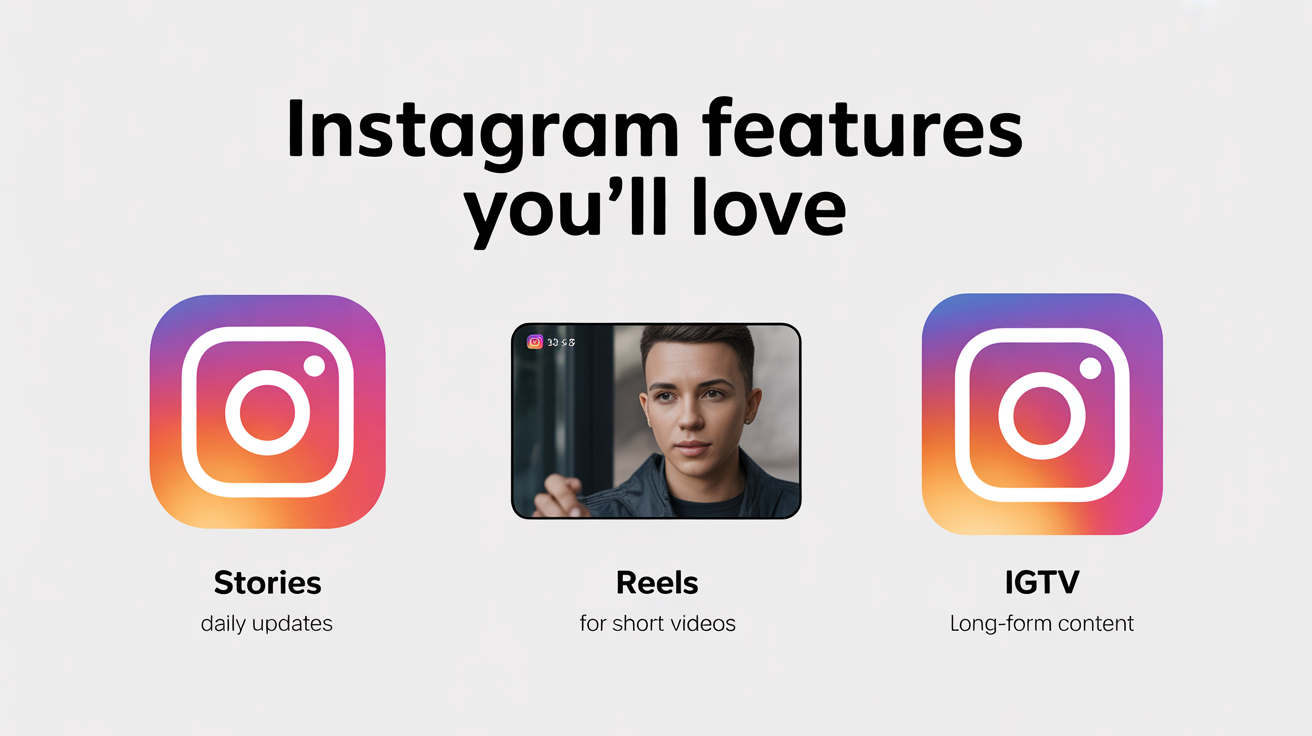 Instagram features
you'll love
Stories
Reels
IGTV
daily updates
for short videos
Long-form content